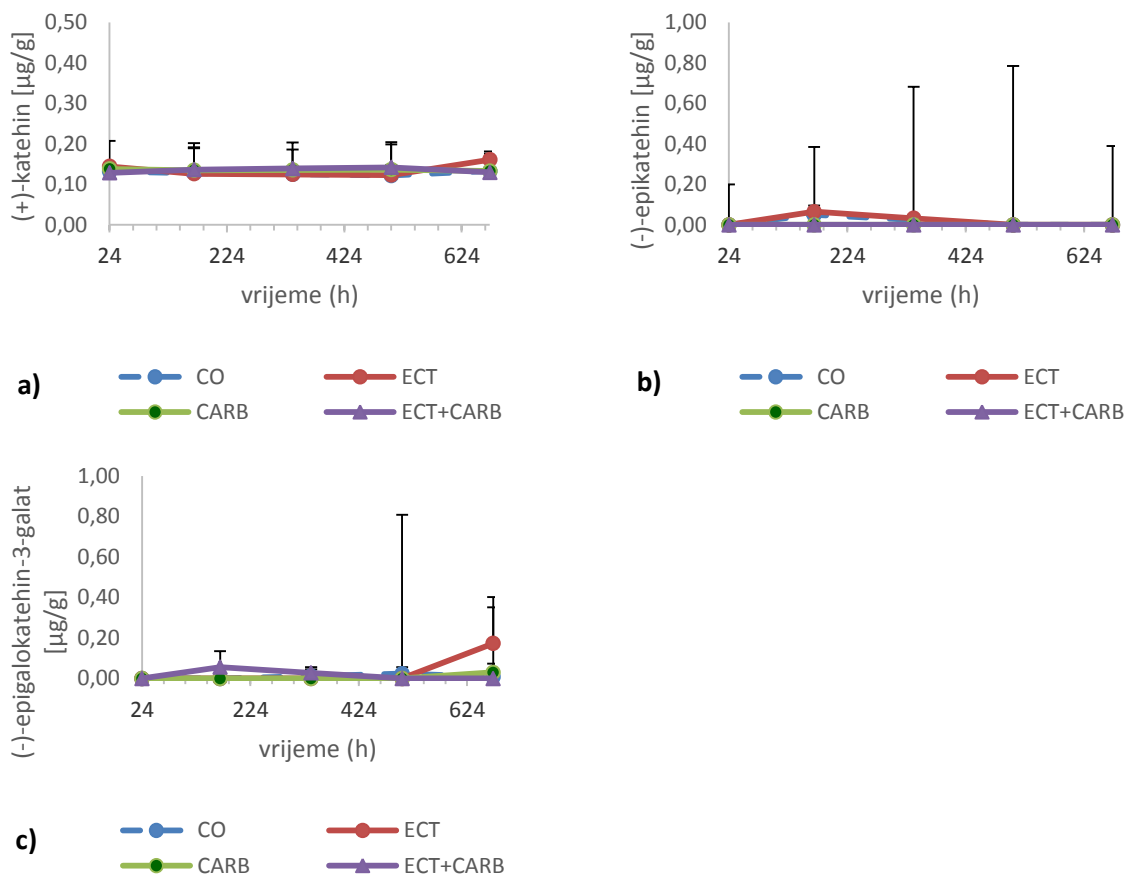 (+)-katehin [µg/g]
0,50
0,40
0,30
0,20
0,10
0,00
24 224 424 624
vrijeme (h)
a)
CO ECT
CARB ECT+CARB
(-)-epikatehin [µg/g]
1,00
0,80
0,60
0,40
0,20
0,00
24 224 424 624
vrijeme (h)
b)
CO ECT
CARB ECT+CARB
(-)-epigalokatehin-3-galat
[µg/g]
1,00
0,80
0,60
0,40
0,20
0,00
24 224 424 624
vrijeme (h)
c)
CO ECT
CARB ECT+CARB